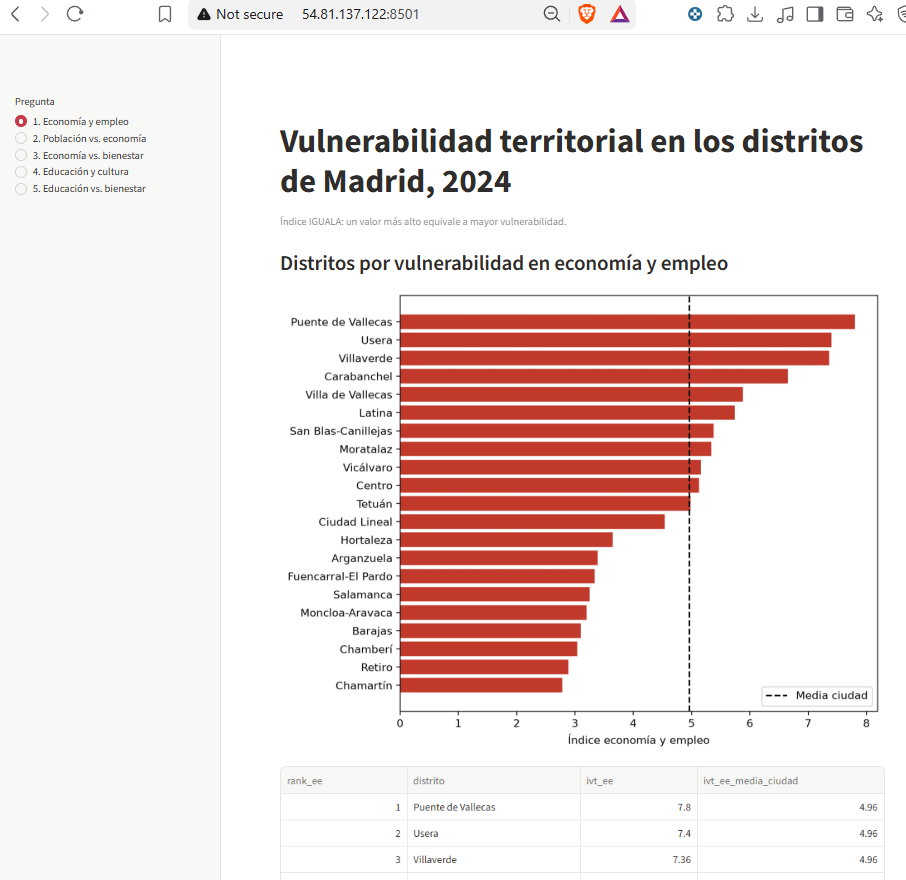 Not secure 54.81.137.122:8501
Pregunta
1. Economía y empleo
2. Población vs. economía
3. Economía vs. bienestar
4. Educación y cultura
5. Educación vs. bienestar
Vulnerabilidad territorial en los distritos
de Madrid, 2024
Índice IGUALA: un valor más alto equivale a mayor vulnerabilidad.
Distritos por vulnerabilidad en economía y empleo
Puente de Vallecas
Usera
Villaverde
Carabanchel
Villa de Vallecas
Latina
San Blas-Canillejas
Moratalaz
Vicálvaro
Centro
Tetuán
Ciudad Lineal
Hortaleza
Arganzuela
Fuencarral-El Pardo
Salamanca
Moncloa-Aravaca
Barajas
Chamberí
Retiro
Chamartín
Media ciudad
0 1 2 3 4 5 6 7 8
Índice economía y empleo
rank_ee distrito ivt_ee ivt_ee_media_ciudad
1 Puente de Vallecas 7.8 4.96
2 Usera 7.4 4.96
3 Villaverde 7.36 4.96